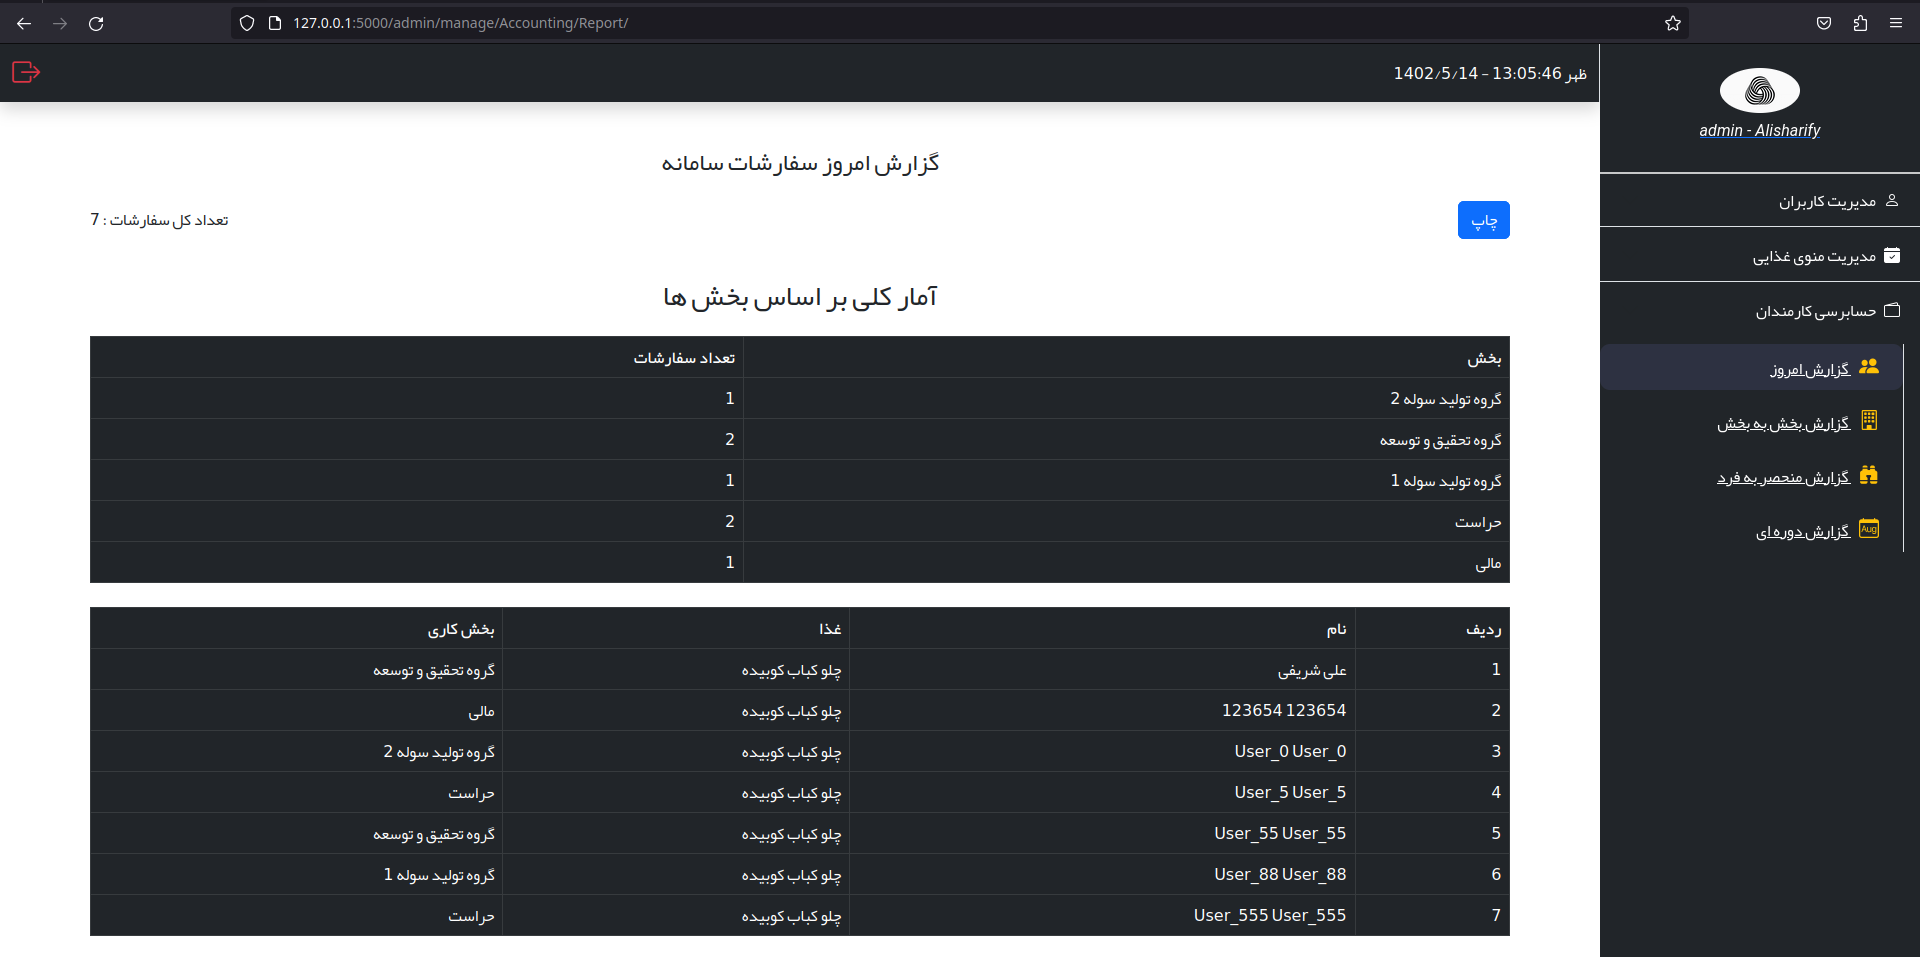 127.0.0.1:5000/admin/manage/Accounting/Report/
1402/5/14 - 13:05:46 ظهر
admin - Alisharify
مدیریت کاربران
مدیریت منوی غذایی
حسابرسی کارمندان
گزارش امروز
گزارش بخش به بخش
گزارش منحصر به فرد
Aug
گزارش دوره ای
گزارش امروز سفارشات سامانه
چاپ
تعداد کل سفارشات : 7
آمار کلی بر اساس بخش ها
بخش تعداد سفارشات
گروه تولید سوله 2 1
گروه تحقیق و توسعه 2
گروه تولید سوله 1 1
حراست 2
مالی 1
ردیف نام غذا بخش کاری
1 علی شریفی چلو کباب کوبیده گروه تحقیق و توسعه
2 123654 123654 چلو کباب کوبیده مالی
3 User_0 User_0 چلو کباب کوبیده گروه تولید سوله 2
4 User_5 User_5 چلو کباب کوبیده حراست
5 User_55 User_55 چلو کباب کوبیده گروه تحقیق و توسعه
6 User_88 User_88 چلو کباب کوبیده گروه تولید سوله 1
7 User_555 User_555 چلو کباب کوبیده حراست